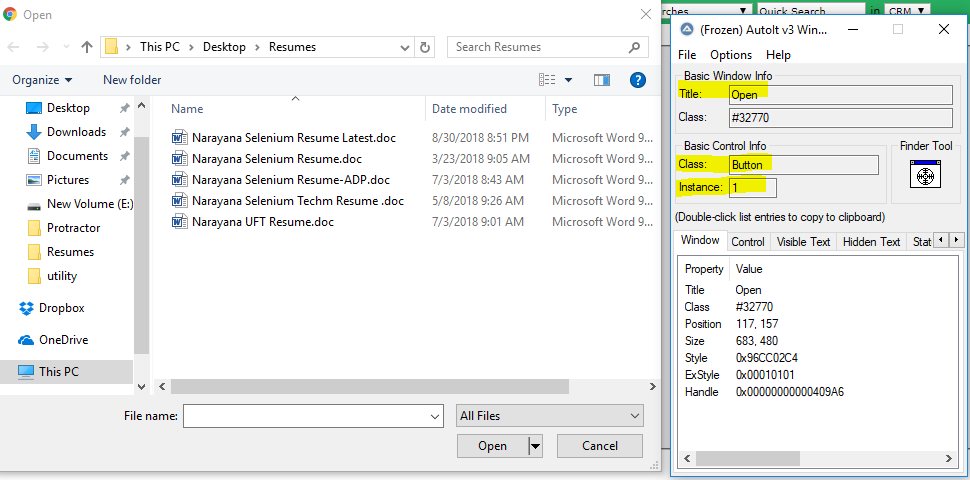 Open
This PC > Desktop > Resumes
Search Resumes
Organize
New folder
Desktop
Downloads
Documents
Pictures
New Volume (E:)
Protractor
Resumes
utility
Dropbox
OneDrive
This PC
Name Date modified Type
Narayana Selenium Resume Latest.doc 8/30/2018 8:51 PM Microsoft Word 9...
Narayana Selenium Resume.doc 3/23/2018 9:05 AM Microsoft Word 9...
Narayana Selenium Resume-ADP.doc 7/3/2018 8:43 AM Microsoft Word 9...
Narayana Selenium Techm Resume .doc 5/8/2018 9:26 AM Microsoft Word 9...
Narayana UFT Resume.doc 7/3/2018 9:01 AM Microsoft Word 9...
File name:
All Files
Open
Cancel
rches Quick Search in CRM
(Frozen) AutoIt v3 Win...
File Options Help
Basic Window Info
Title: Open
Class: #32770
Basic Control Info
Class: Button
Instance: 1
Finder Tool
(Double-click list entries to copy to clipboard)
Window Control Visible Text Hidden Text Stat
Property Value
Title Open
Class #32770
Position 117, 157
Size 683, 480
Style 0x96CC02C4
ExStyle 0x00010101
Handle 0x00000000000409A6